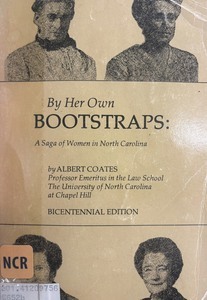 By Her Own
BOOTSTRAPS:
A Saga of Women in North Carolina
by ALBERT COATES
Professor Emeritus in the Law School
The University of North Carolina
at Chapel Hill
BICENTENNIAL EDITION
NCR